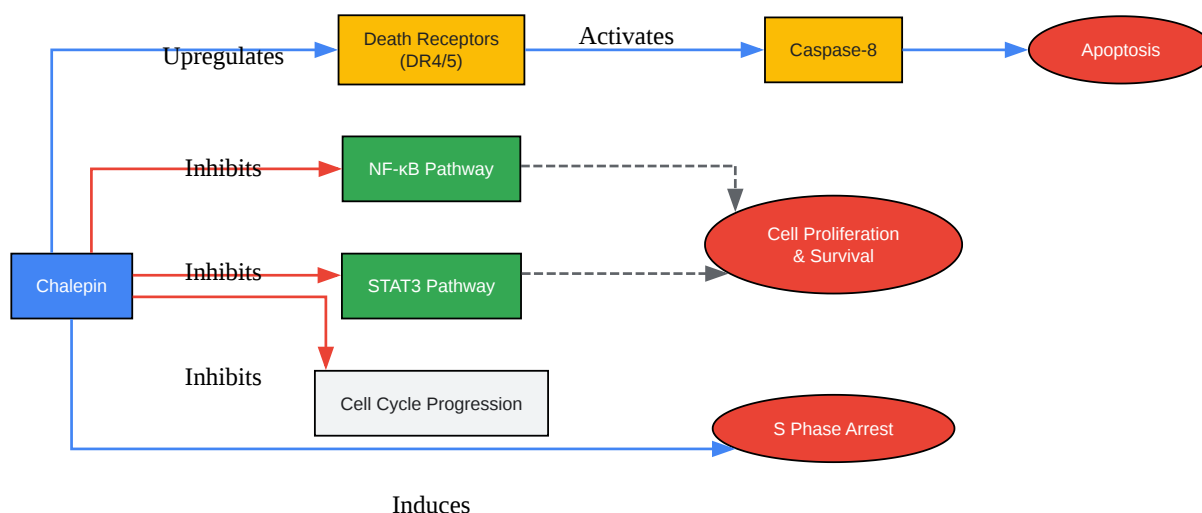 Death Receptors
(DR4/5)
Upregulates
Activates
Caspase-8
Apoptosis
Inhibits
NF-κB Pathway
Cell Proliferation
& Survival
Chalepin
Inhibits
STAT3 Pathway
Inhibits
Cell Cycle Progression
S Phase Arrest
Induces